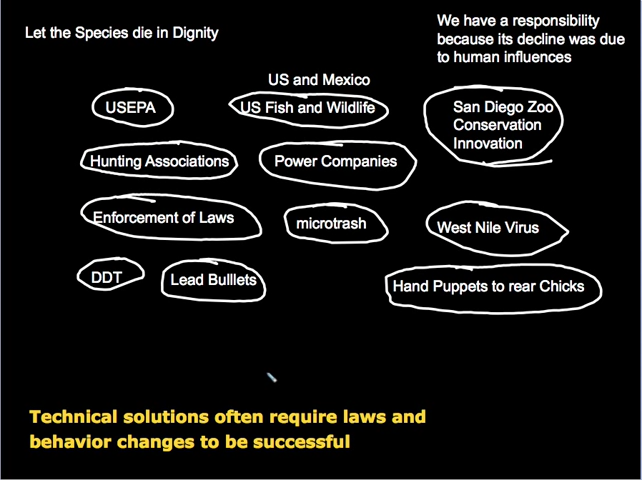 Let the Species die in Dignity
We have a responsibility
because its decline was due
to human influences
US and Mexico
USEPA
US Fish and Wildlife
San Diego Zoo
Conservation
Innovation
Hunting Associations
Power Companies
Enforcement of Laws
microtrash
West Nile Virus
DDT
Lead Bulllets
Hand Puppets to rear Chicks
Technical solutions often require laws and
behavior changes to be successful